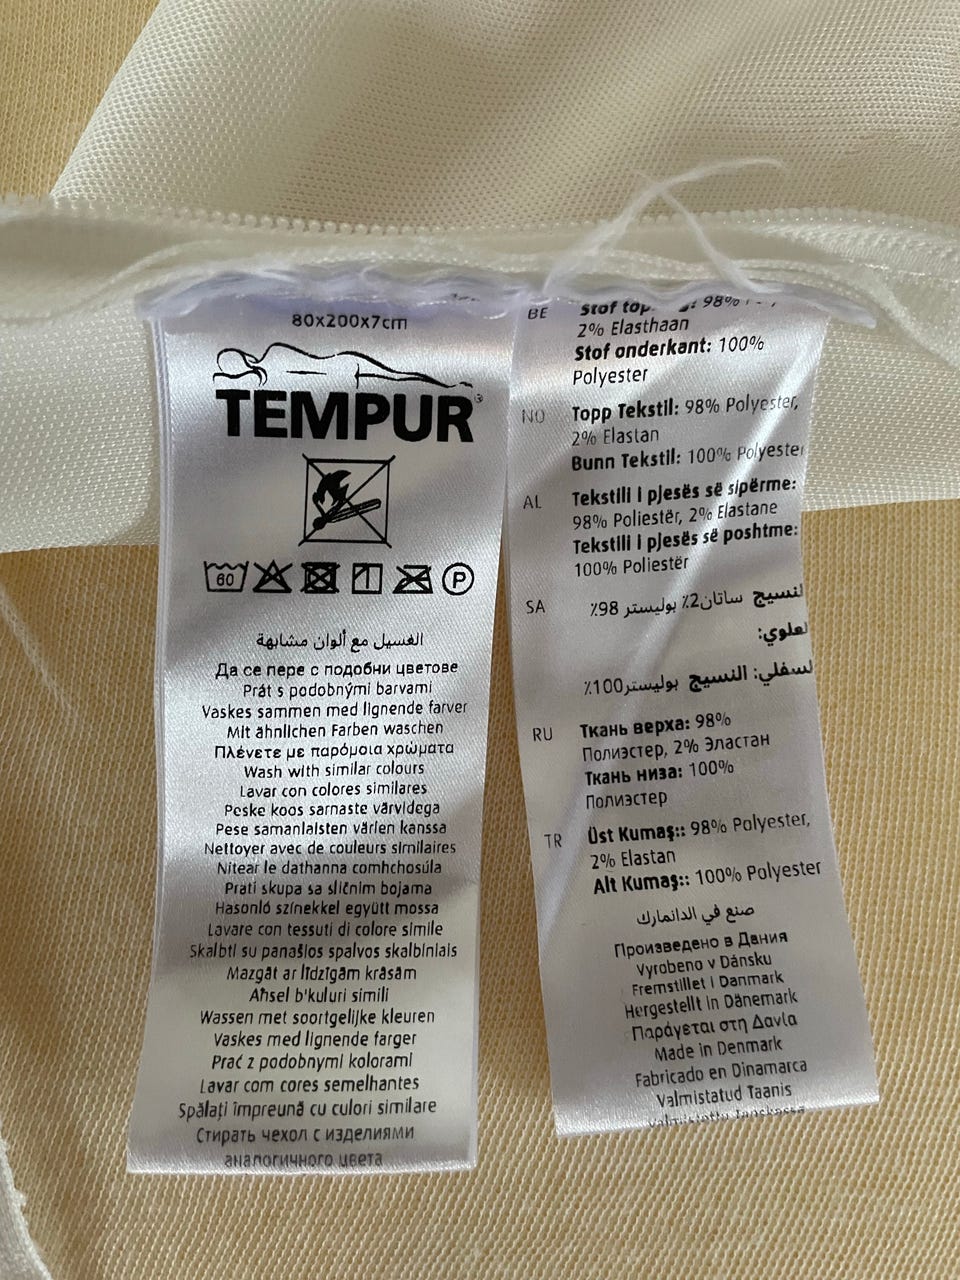 80x200x7cm
TEMPUR®
60
P
الغسيل مع ألوان مشابهة
Да се пере с подобни цветове
Prát s podobnými barvami
Vaskes sammen med lignende farver
Mit ähnlichen Farben waschen
Πλένετε με παρόμοια χρώματα
Wash with similar colours
Lavar con colores similares
Peske koos sarnaste värvidega
Pese samanlaisten värien kanssa
Nettoyer avec de couleurs similaires
Nitear le dathanna comhchosúla
Prati skupa sa sličnim bojama
Hasonló színekkel együtt mossa
Lavare con tessuti di colore simile
Skalbti su panašios spalvos skalbiniais
Mazgāt ar līdzīgām krāsām
Aħsel b'kuluri simili
Wassen met soortgelijke kleuren
Vaskes med lignende farger
Prać z podobnymi kolorami
Lavar com cores semelhantes
Spălați împreună cu culori similare
Стирать чехол с изделиями
аналогичного цвета
BE Stof 98%
2% Elasthaan
Stof onderkant: 100%
Polyester
NO Topp Tekstil: 98% Polyester,
2% Elastan
Bunn Tekstil: 100% Polyester
AL Tekstili i pjesës së sipërme:
98% Poliestër, 2% Elastane
Tekstili i pjesës së poshtme:
100% Poliestër
SA النسيج ساتان2٪ بوليستر 98٪
العلوي:
السفلي: النسيج بوليستر100٪
RU Ткань верха: 98%
Полиэстер, 2% Эластан
Ткань низа: 100%
Полиэстер
TR Üst Kumaş:: 98% Polyester,
2% Elastan
Alt Kumaş:: 100% Polyester
صنع في الدانمارك
Произведено в Дания
Vyrobeno v Dánsku
Fremstillet i Danmark
Hergestellt in Dänemark
Παράγεται στη Δανία
Made in Denmark
Fabricado en Dinamarca
Valmistatud Taanis